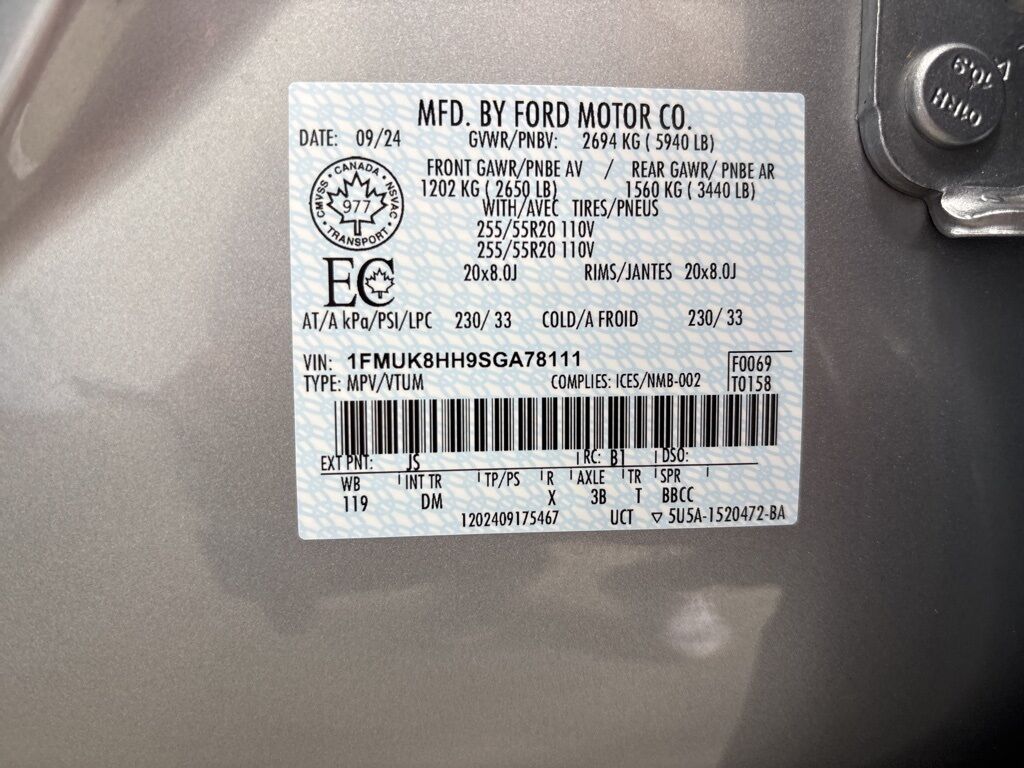 MFD. BY FORD MOTOR CO.
DATE: 09/24 GVWR/PNBV: 2694 KG ( 5940 LB)
FRONT GAWR/PNBE AV / REAR GAWR/ PNBE AR
1202 KG ( 2650 LB) 1560 KG ( 3440 LB)
WITH/AVEC TIRES/PNEUS
255/55R20 110V
255/55R20 110V
20x8.0J RIMS/JANTES 20x8.0J
CANADA
CMVSS 977 NSVAC
TRANSPORT
EC
AT/A kPa/PSI/LPC 230/ 33 COLD/A FROID 230/ 33
VIN: 1FMUK8HH9SGA78111 F0069
TYPE: MPV/VTUM COMPLIES: ICES/NMB-002 T0158
EXT PNT: JS RC: B1 DSO:
WB INT TR TP/PS R AXLE TR SPR
119 DM X 3B T BBCC
1202409175467 UCT ▽ 5U5A-1520472-BA
10.9